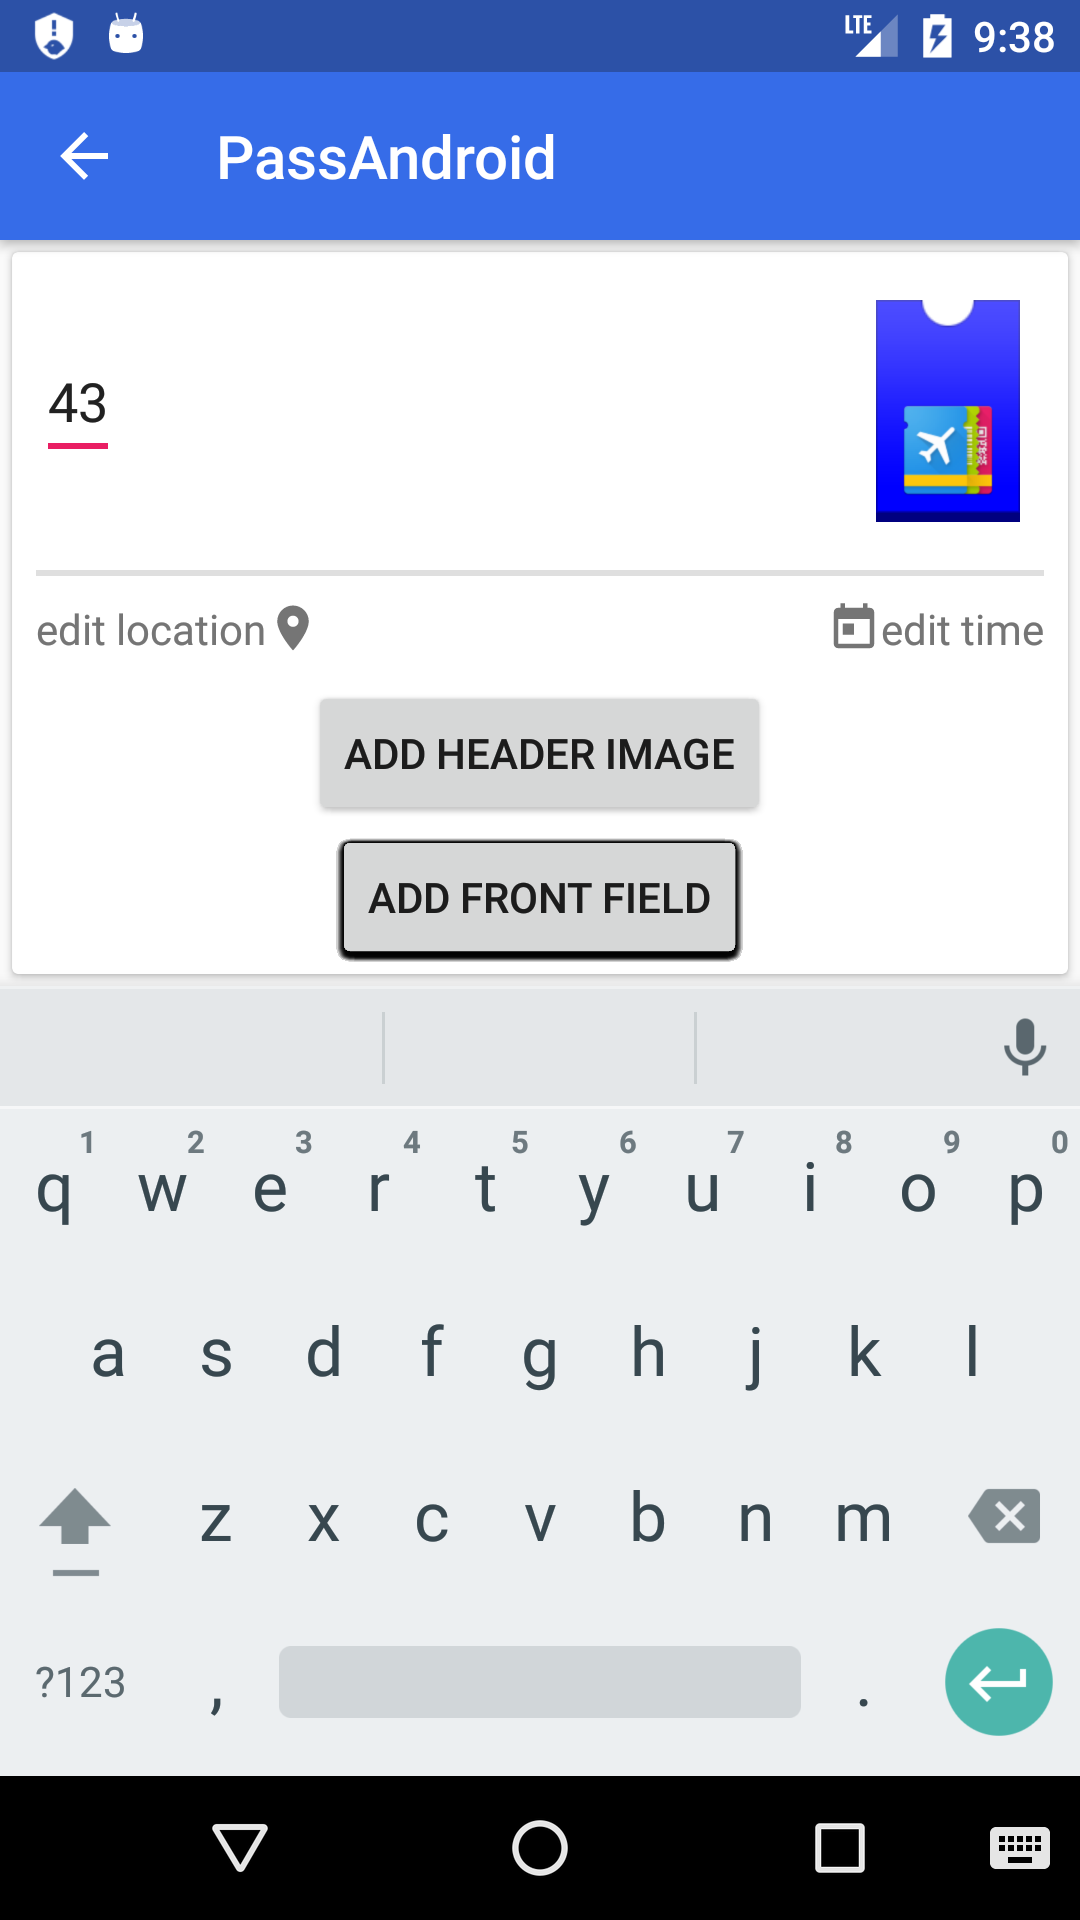 LTE 9:38
PassAndroid
43
edit location edit time
ADD HEADER IMAGE
ADD FRONT FIELD
1 2 3 4 5 6 7 8 9 0
q w e r t y u i o p
a s d f g h j k l
z x c v b n m
?123 , .